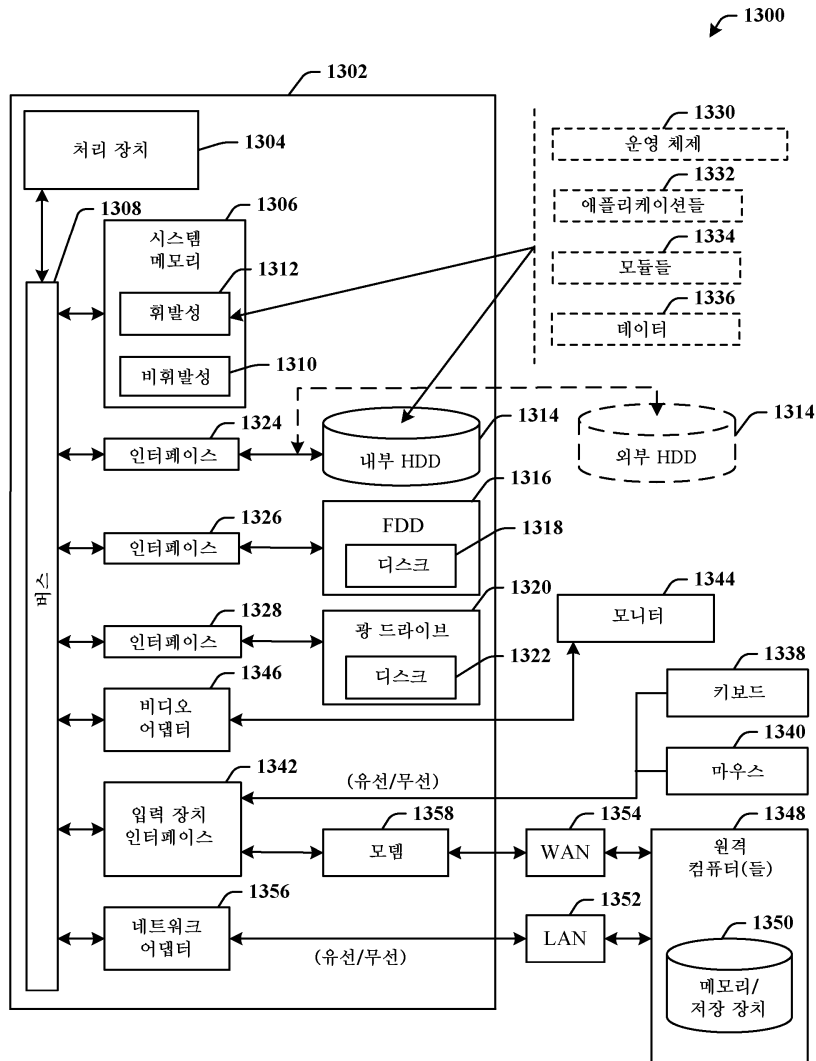 1300
1302
처리 장치
1304
1308
1306
시스템
메모리
1312
휘발성
1310
비휘발성
1330
운영 체제
1332
애플리케이션들
1334
모듈들
1336
데이터
1324
인터페이스
내부 HDD
1314
외부 HDD
1314
1316
FDD
1326
인터페이스
1318
디스크
버스
1320
광 드라이브
1328
인터페이스
1322
디스크
1344
모니터
1346
비디오
어댑터
1338
키보드
1340
마우스
1342
입력 장치
인터페이스
(유선/무선)
1358
모뎀
1354
WAN
1348
원격
컴퓨터(들)
1356
네트워크
어댑터
(유선/무선)
1352
LAN
1350
메모리/
저장 장치